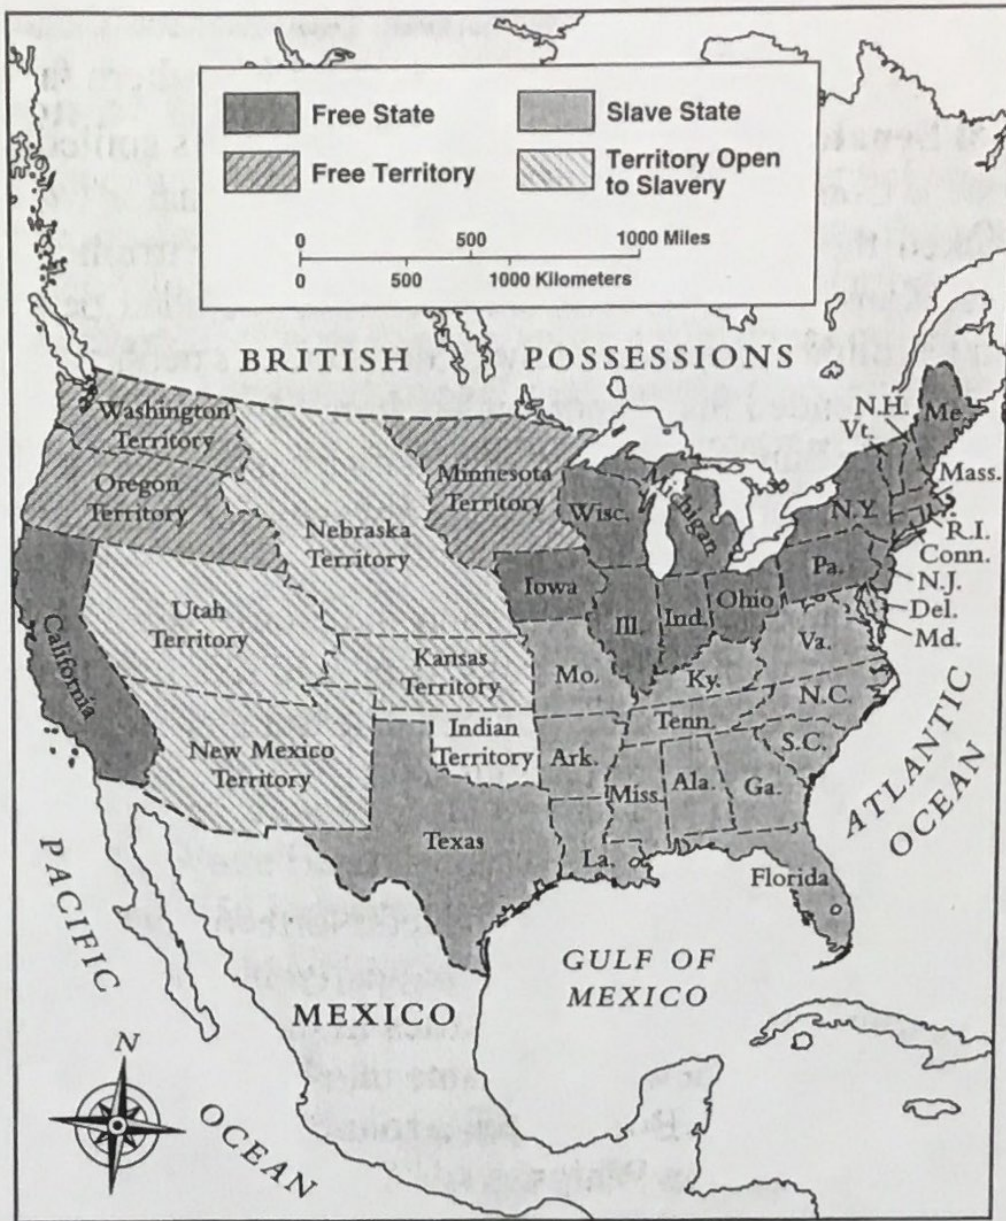 Free State
Slave State
Free Territory
Territory Open
to Slavery
0 500 1000 Miles
0 500 1000 Kilometers
BRITISH POSSESSIONS
Washington
Territory
Oregon
Territory
Nebraska
Territory
Minnesota
Territory
Wisc.
Michigan
N.H.
Vt.
Me.
Mass.
N.Y.
R.I.
Conn.
N.J.
Pa.
Del.
Md.
California
Utah
Territory
Kansas
Territory
Iowa
Ill.
Ind.
Ohio
Va.
Mo.
Ky.
N.C.
Tenn.
S.C.
New Mexico
Territory
Indian
Territory
Ark.
Miss.
Ala.
Ga.
Texas
La.
Florida
ATLANTIC
OCEAN
PACIFIC
OCEAN
GULF OF
MEXICO
MEXICO
N